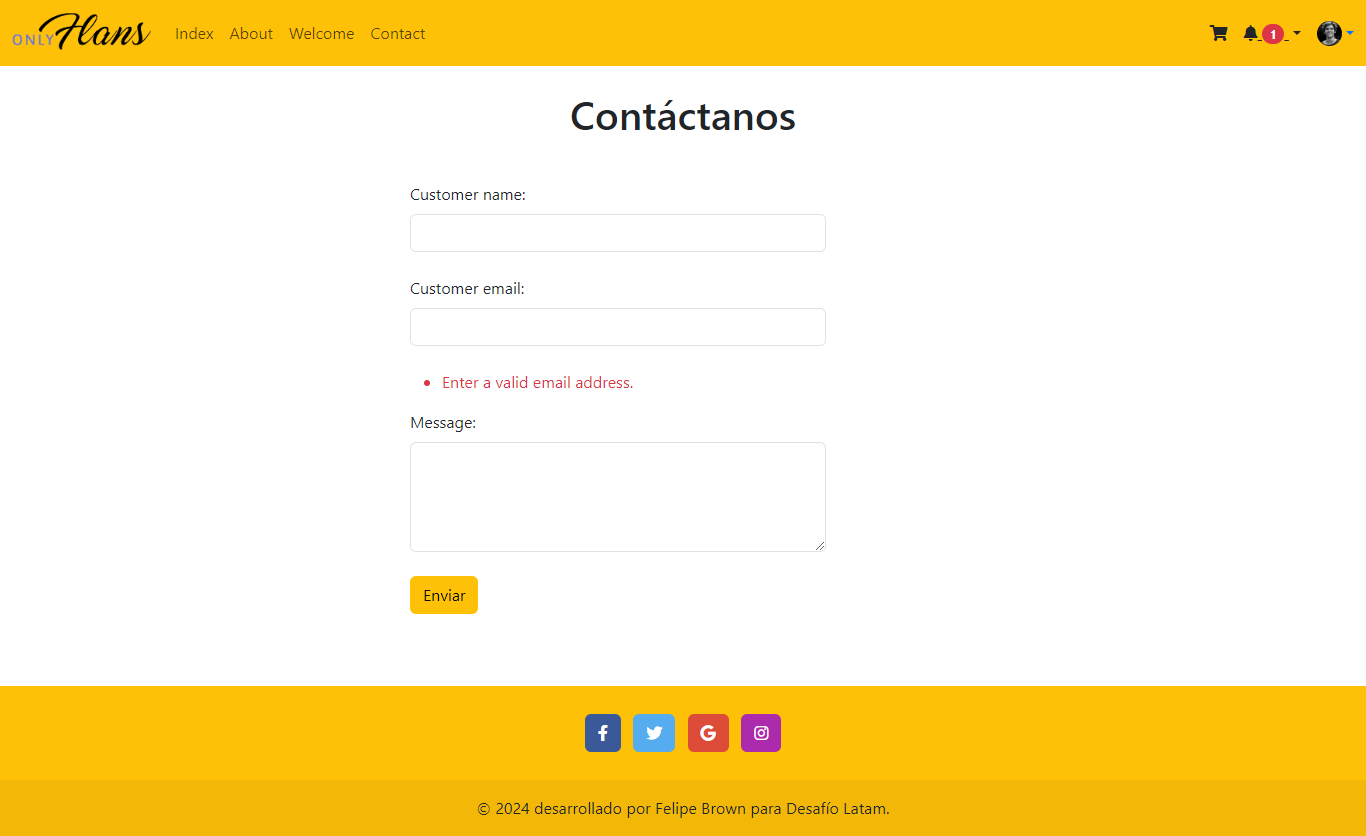 ONLY Flans
Index About Welcome Contact 1
Contáctanos
Customer name:
Customer email:
Enter a valid email address.
Message:
Enviar
© 2024 desarrollado por Felipe Brown para Desafío Latam.